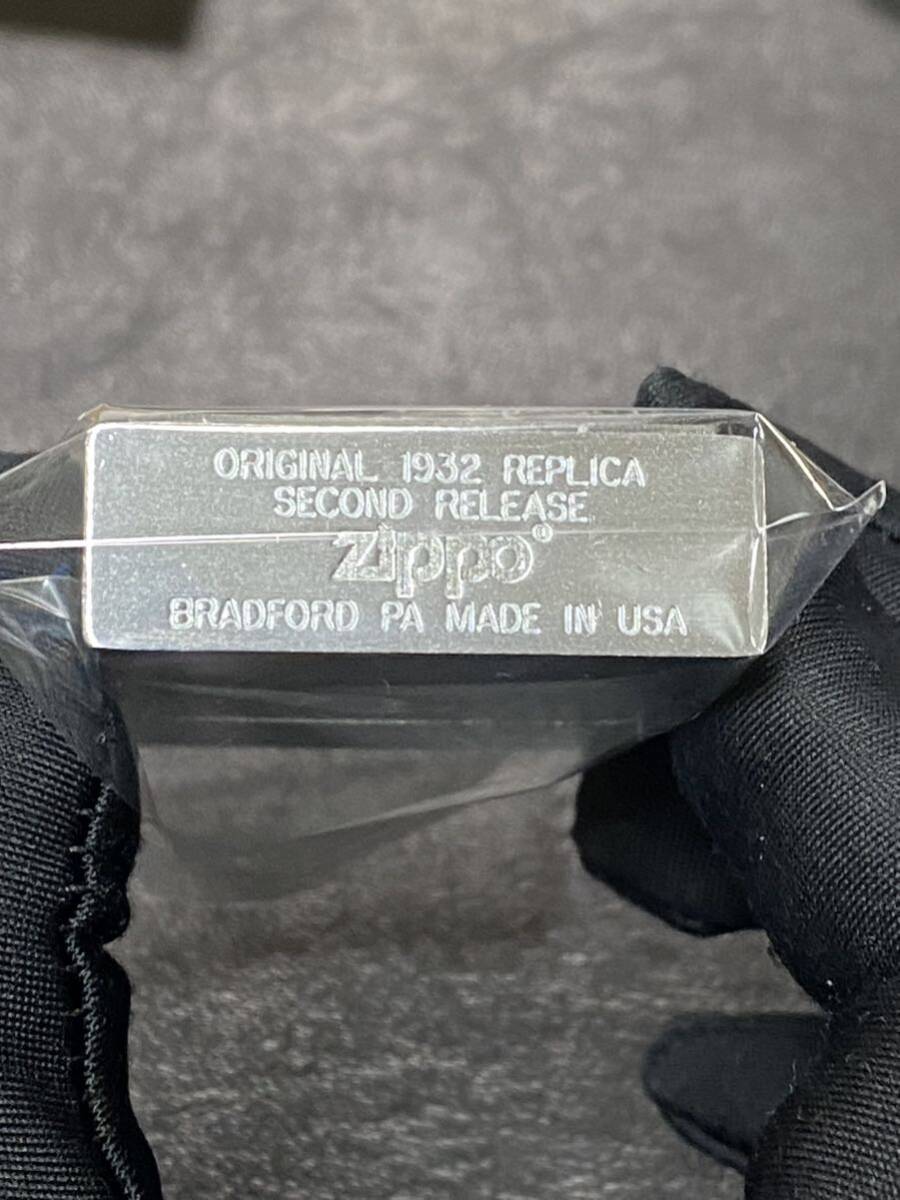 ORIGINAL 1932 REPLICA
SECOND RELEASE
Zippo®
BRADFORD PA MADE IN USA